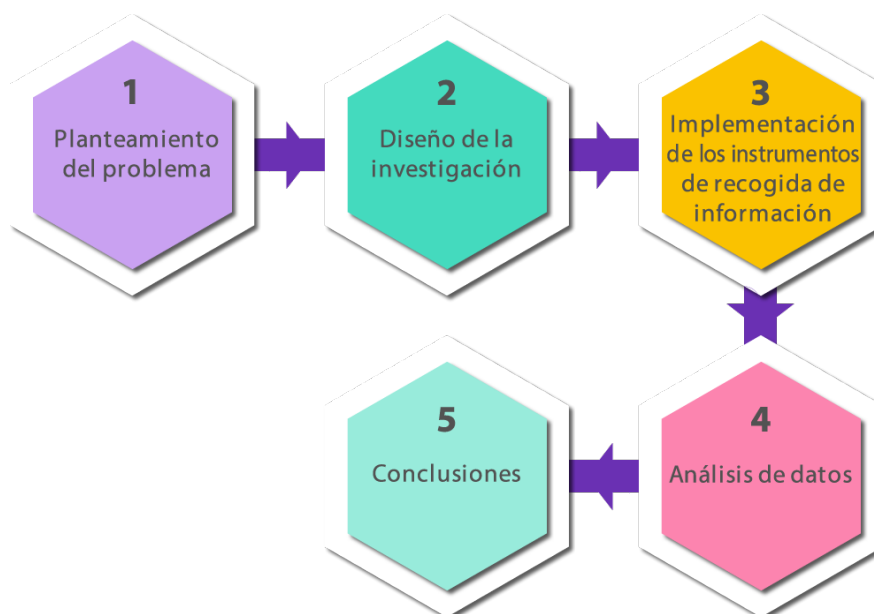 1
Planteamiento
del problema
2
Diseño de la
investigación
3
Implementación
de los instrumentos
de recogida de
información
4
Análisis de datos
5
Conclusiones